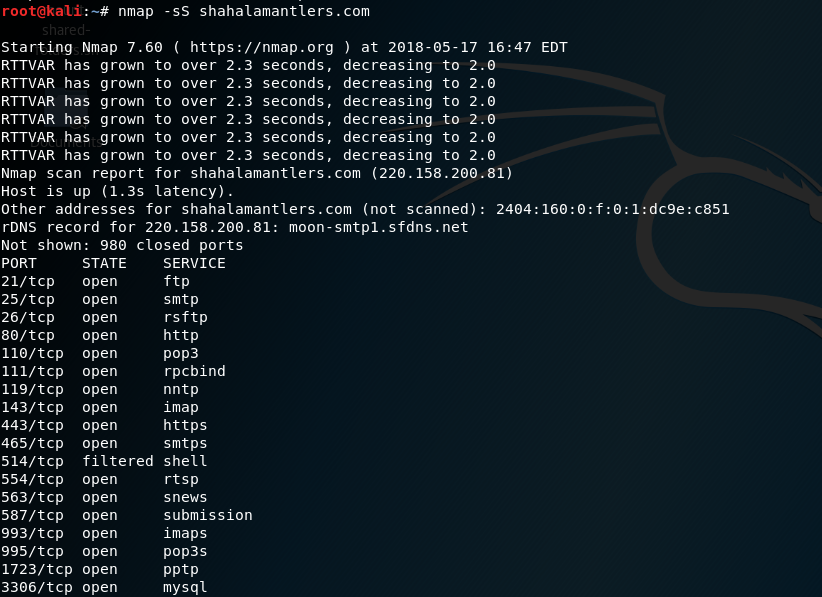 root@kali:~# nmap -sS shahalamantlers.com
shared-
Starting Nmap 7.60 ( https://nmap.org ) at 2018-05-17 16:47 EDT
RTTVAR has grown to over 2.3 seconds, decreasing to 2.0
RTTVAR has grown to over 2.3 seconds, decreasing to 2.0
RTTVAR has grown to over 2.3 seconds, decreasing to 2.0
RTTVAR has grown to over 2.3 seconds, decreasing to 2.0
RTTVAR has grown to over 2.3 seconds, decreasing to 2.0
Documents
RTTVAR has grown to over 2.3 seconds, decreasing to 2.0
Nmap scan report for shahalamantlers.com (220.158.200.81)
Host is up (1.3s latency).
Other addresses for shahalamantlers.com (not scanned): 2404:160:0:f:0:1:dc9e:c851
rDNS record for 220.158.200.81: moon-smtp1.sfdns.net
Not shown: 980 closed ports
PORT STATE SERVICE
21/tcp open ftp
25/tcp open smtp
26/tcp open rsftp
80/tcp open http
110/tcp open pop3
111/tcp open rpcbind
119/tcp open nntp
143/tcp open imap
443/tcp open https
465/tcp open smtps
514/tcp filtered shell
554/tcp open rtsp
563/tcp open snews
587/tcp open submission
993/tcp open imaps
995/tcp open pop3s
1723/tcp open pptp
3306/tcp open mysql